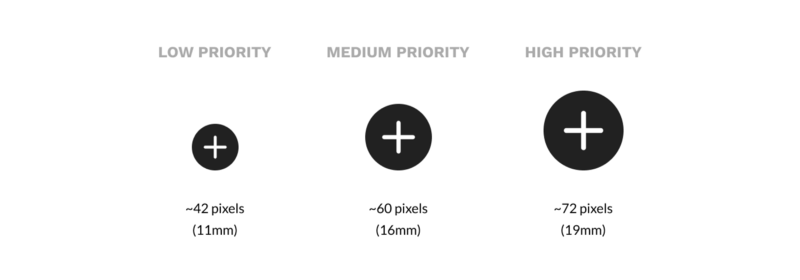 LOW PRIORITY
MEDIUM PRIORITY
HIGH PRIORITY
~42 pixels
(11mm)
~60 pixels
(16mm)
~72 pixels
(19mm)